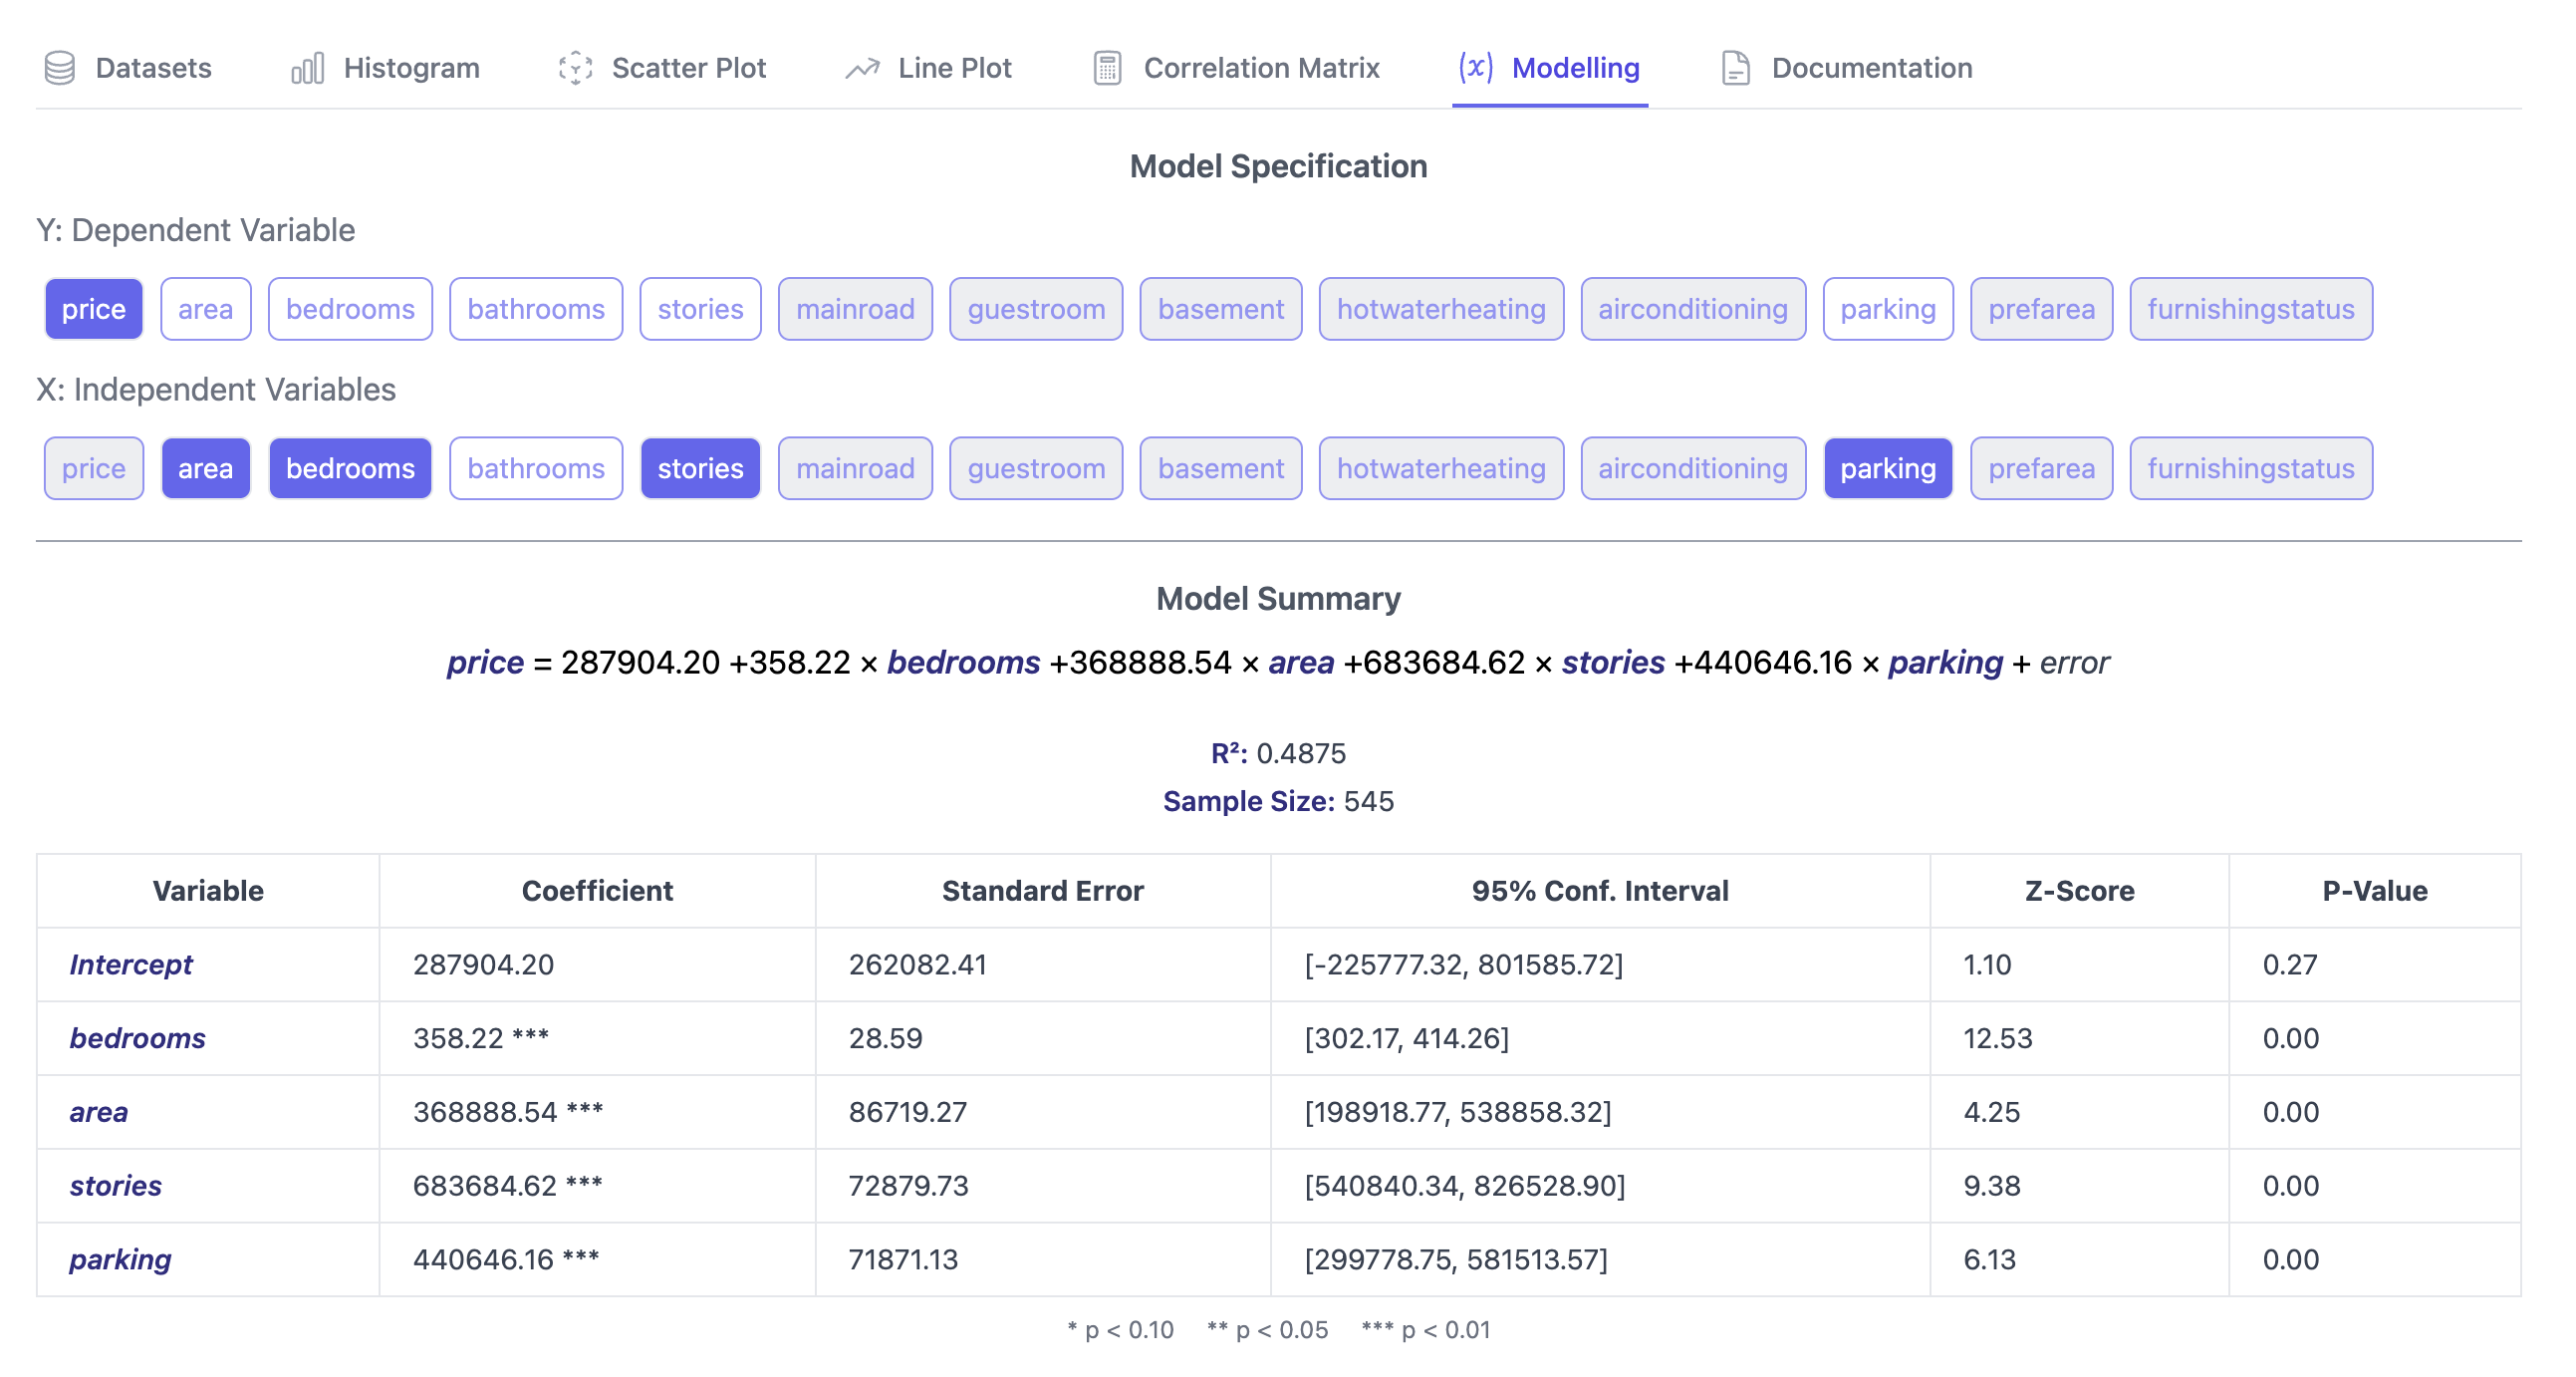 Datasets Histogram Scatter Plot Line Plot Correlation Matrix (x) Modelling Documentation
Model Specification
Y: Dependent Variable
price area bedrooms bathrooms stories mainroad guestroom basement hotwaterheating airconditioning parking prefarea furnishingstatus
X: Independent Variables
price area bedrooms bathrooms stories mainroad guestroom basement hotwaterheating airconditioning parking prefarea furnishingstatus
Model Summary
price = 287904.20 +358.22 × bedrooms +368888.54 × area +683684.62 × stories +440646.16 × parking + error
R²: 0.4875
Sample Size: 545
Variable Coefficient Standard Error 95% Conf. Interval Z-Score P-Value
Intercept 287904.20 262082.41 [-225777.32, 801585.72] 1.10 0.27
bedrooms 358.22 *** 28.59 [302.17, 414.26] 12.53 0.00
area 368888.54 *** 86719.27 [198918.77, 538858.32] 4.25 0.00
stories 683684.62 *** 72879.73 [540840.34, 826528.90] 9.38 0.00
parking 440646.16 *** 71871.13 [299778.75, 581513.57] 6.13 0.00
* p < 0.10 ** p < 0.05 *** p < 0.01